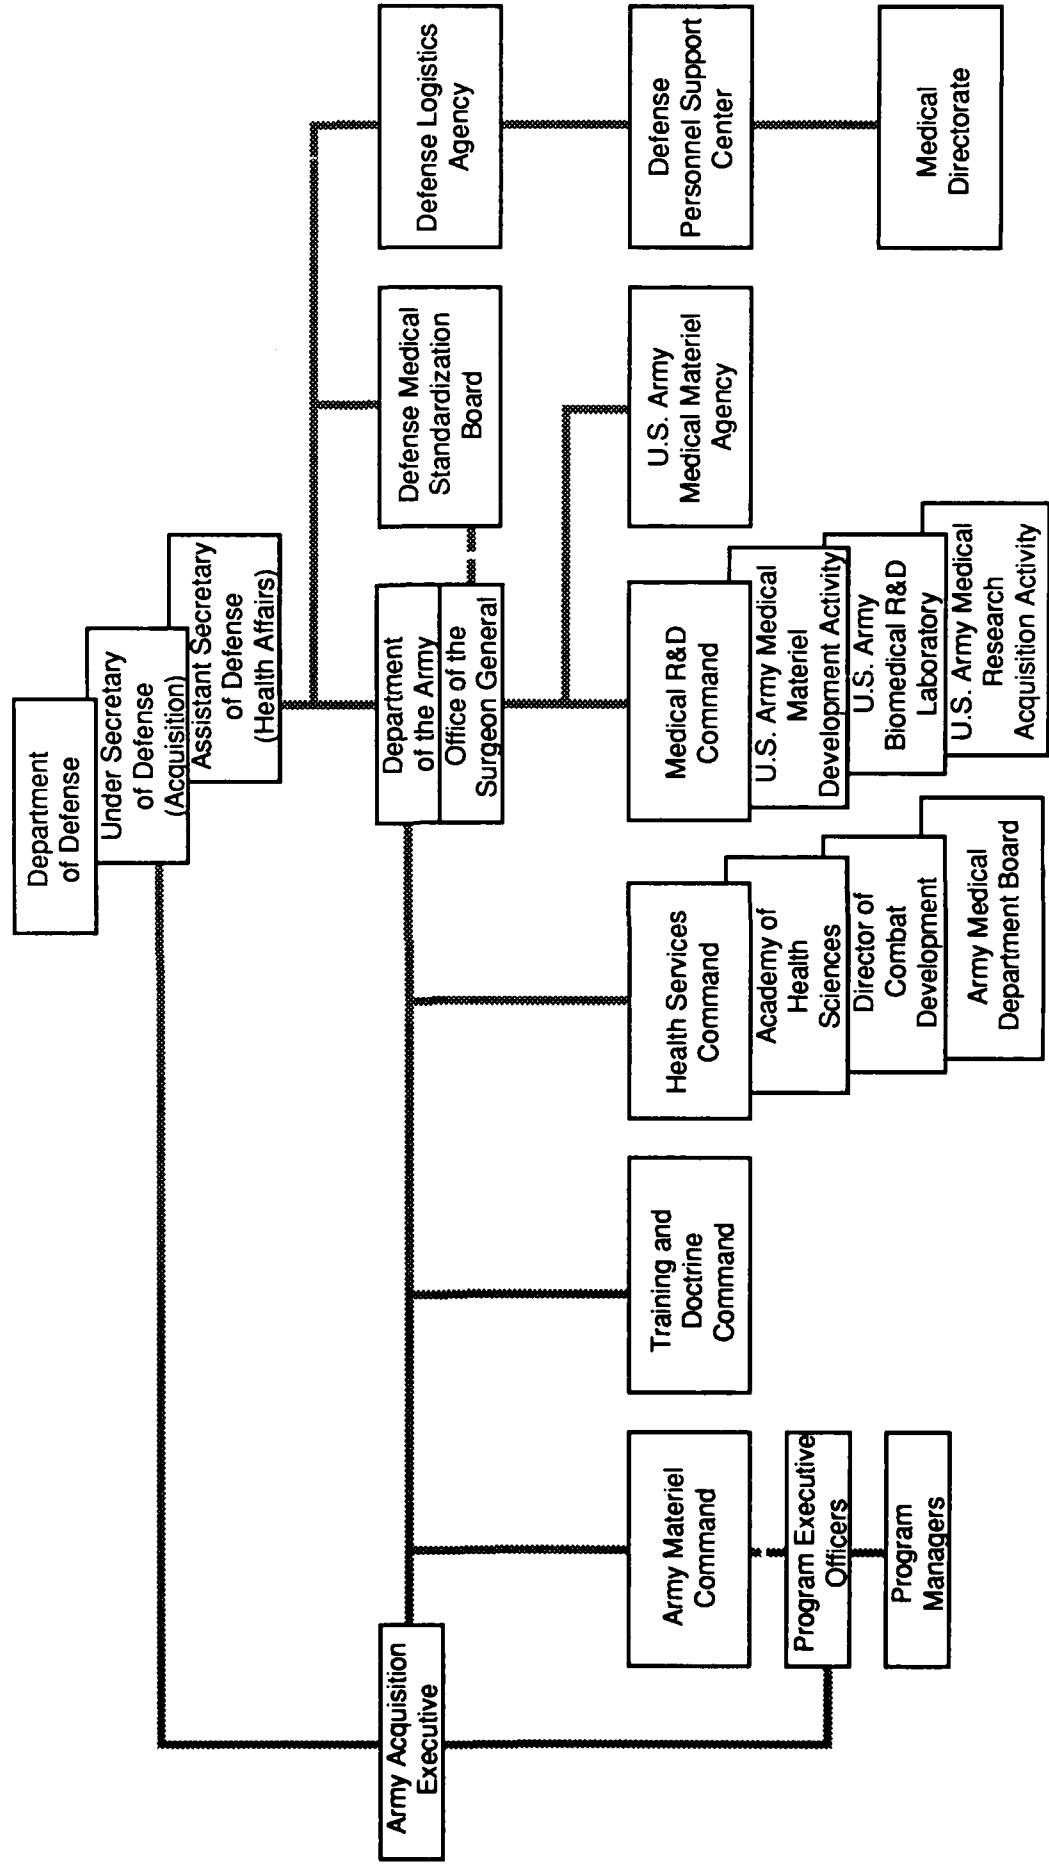 Department
of Defense
Under Secretary
of Defense
(Acquisition)
Assistant Secretary
of Defense
(Health Affairs)
Army Acquisition
Executive
Department
of the Army
Office of the
Surgeon General
Defense Medical
Standardization
Board
Defense Logistics
Agency
Army Materiel
Command
Program Executive
Officers
Program
Managers
Training and
Doctrine
Command
Health Services
Command
Academy of
Health
Sciences
Director of
Combat
Development
Army Medical
Department Board
Medical R&D
Command
U.S. Army Medical
Materiel
Development Activity
U.S. Army
Biomedical R&D
Laboratory
U.S. Army Medical
Research
Acquisition Activity
U.S. Army
Medical Materiel
Agency
Defense
Personnel Support
Center
Medical
Directorate